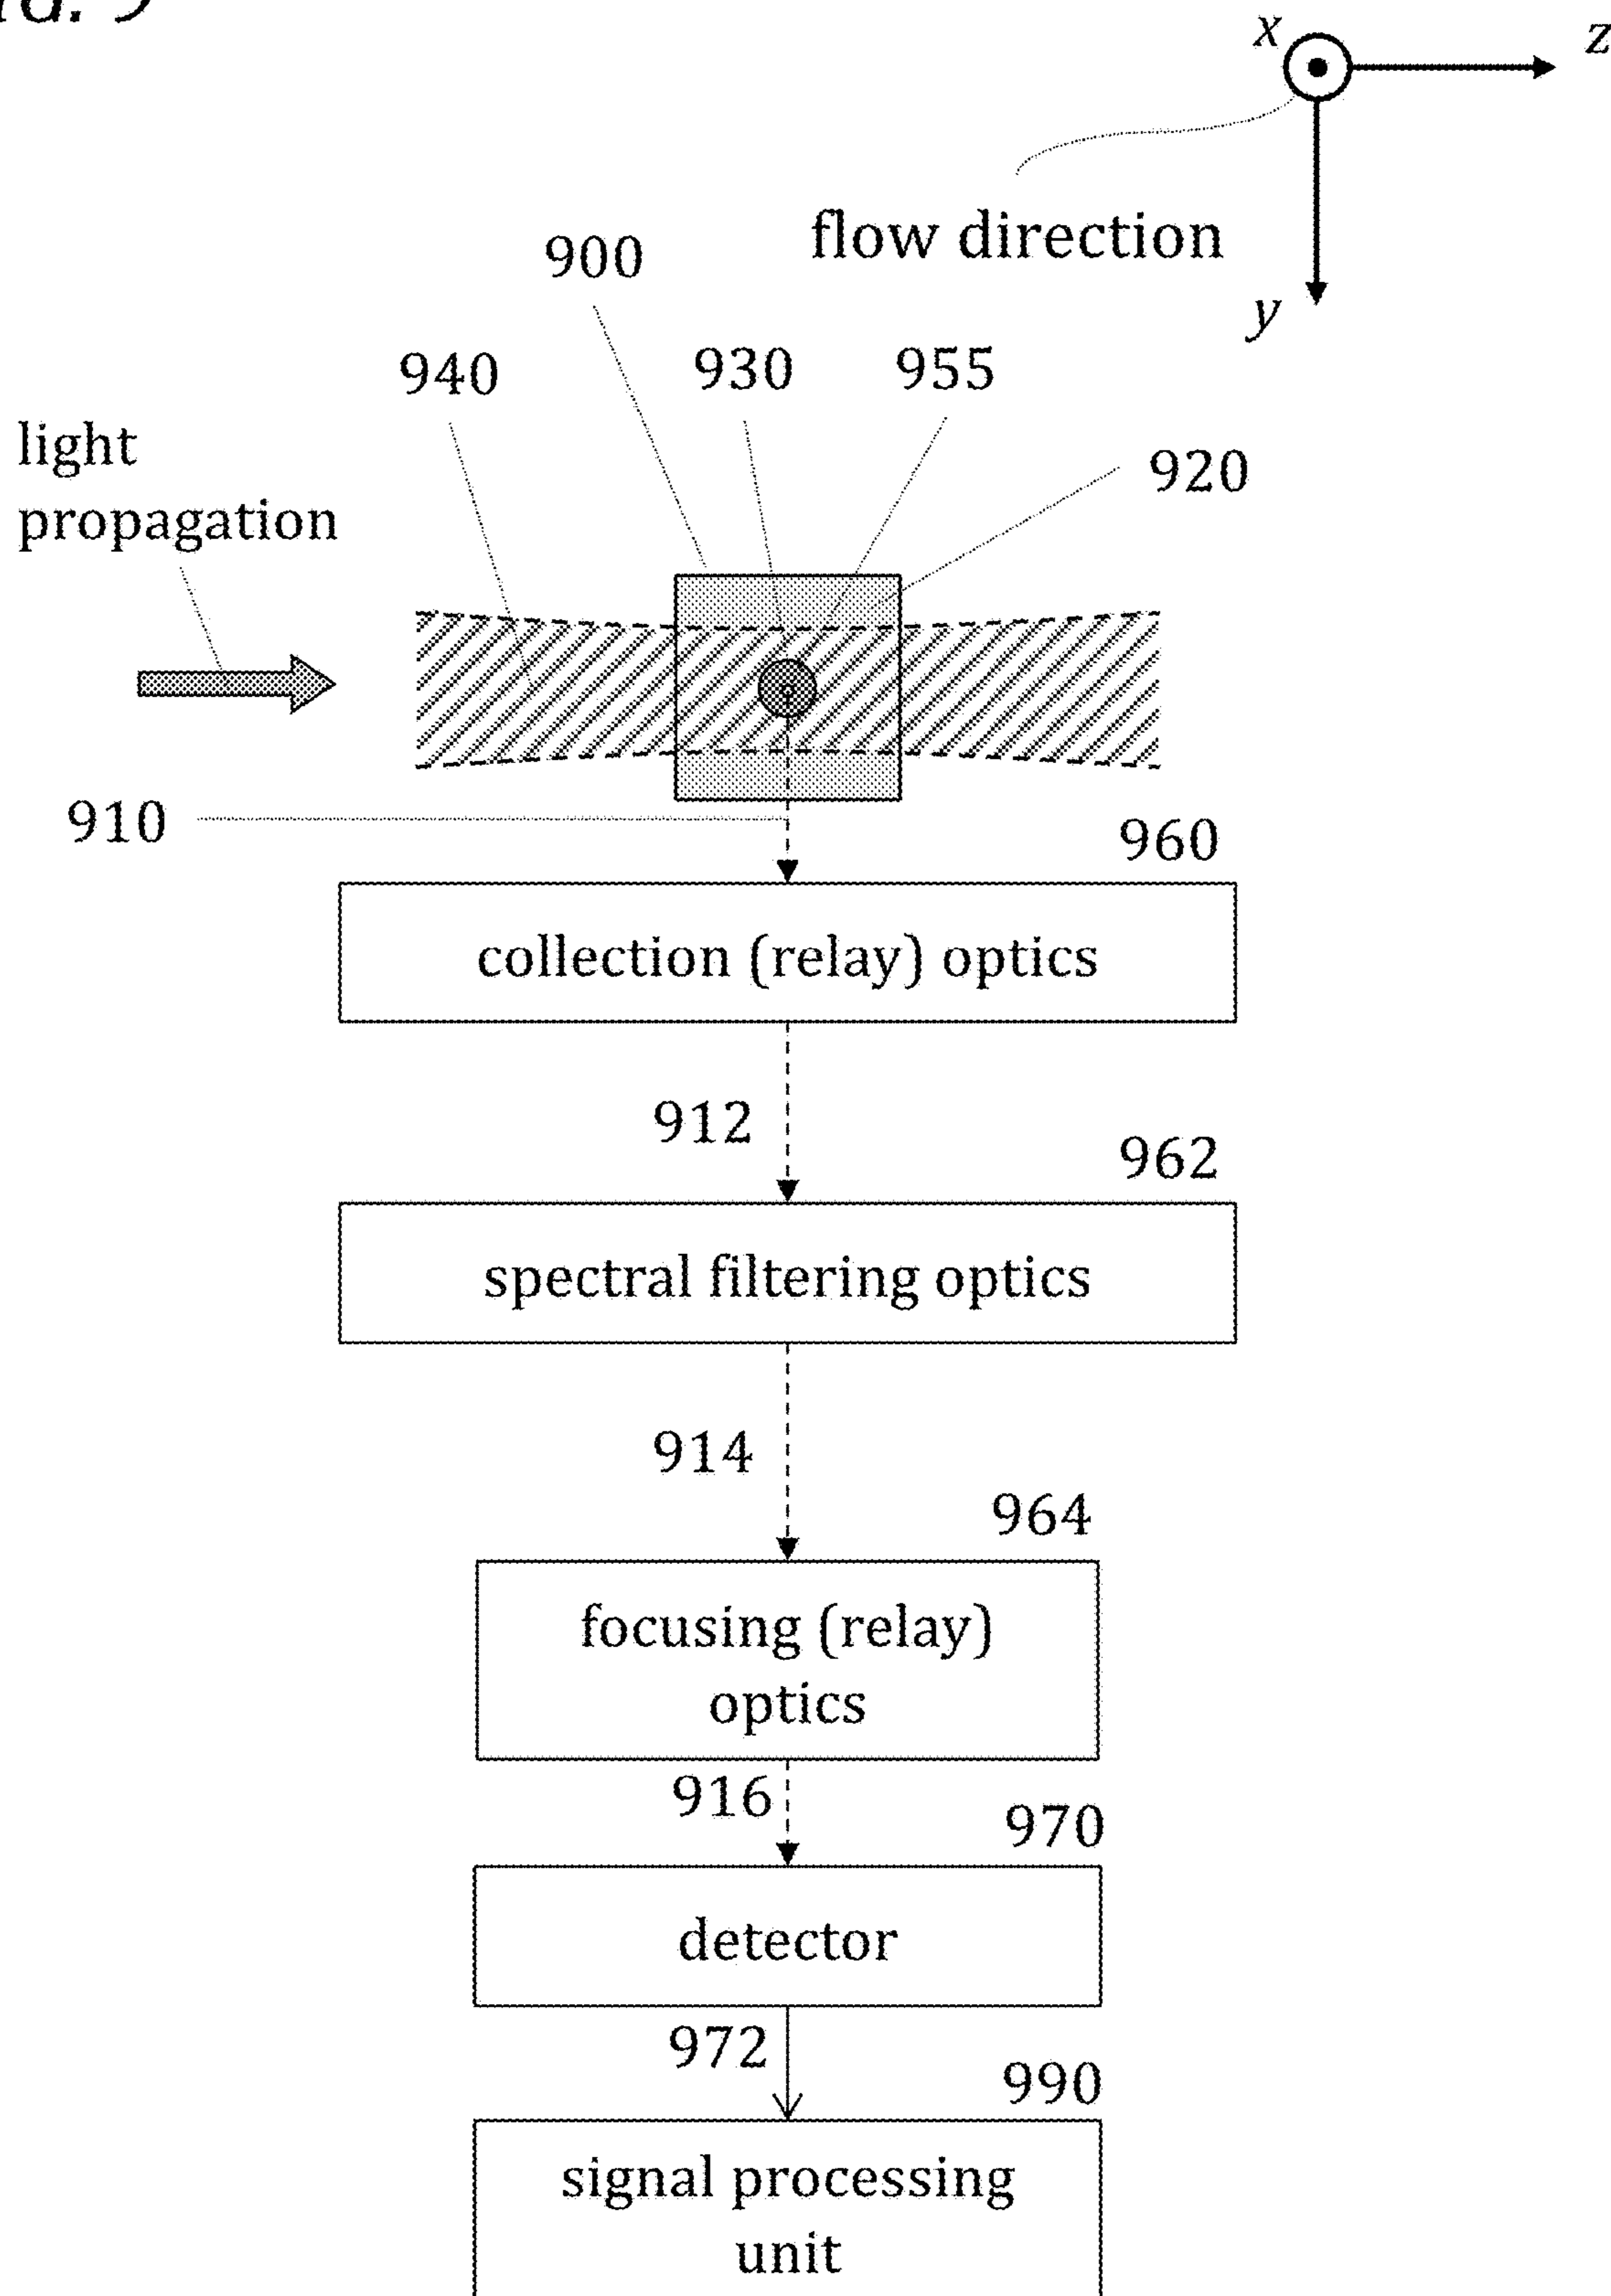 9
x
z
flow direction
y
900
940
930
955
920
light
propagation
910
960
collection (relay) optics
912
962
spectral filtering optics
914
964
focusing (relay)
optics
916
970
detector
972
990
signal processing
unit